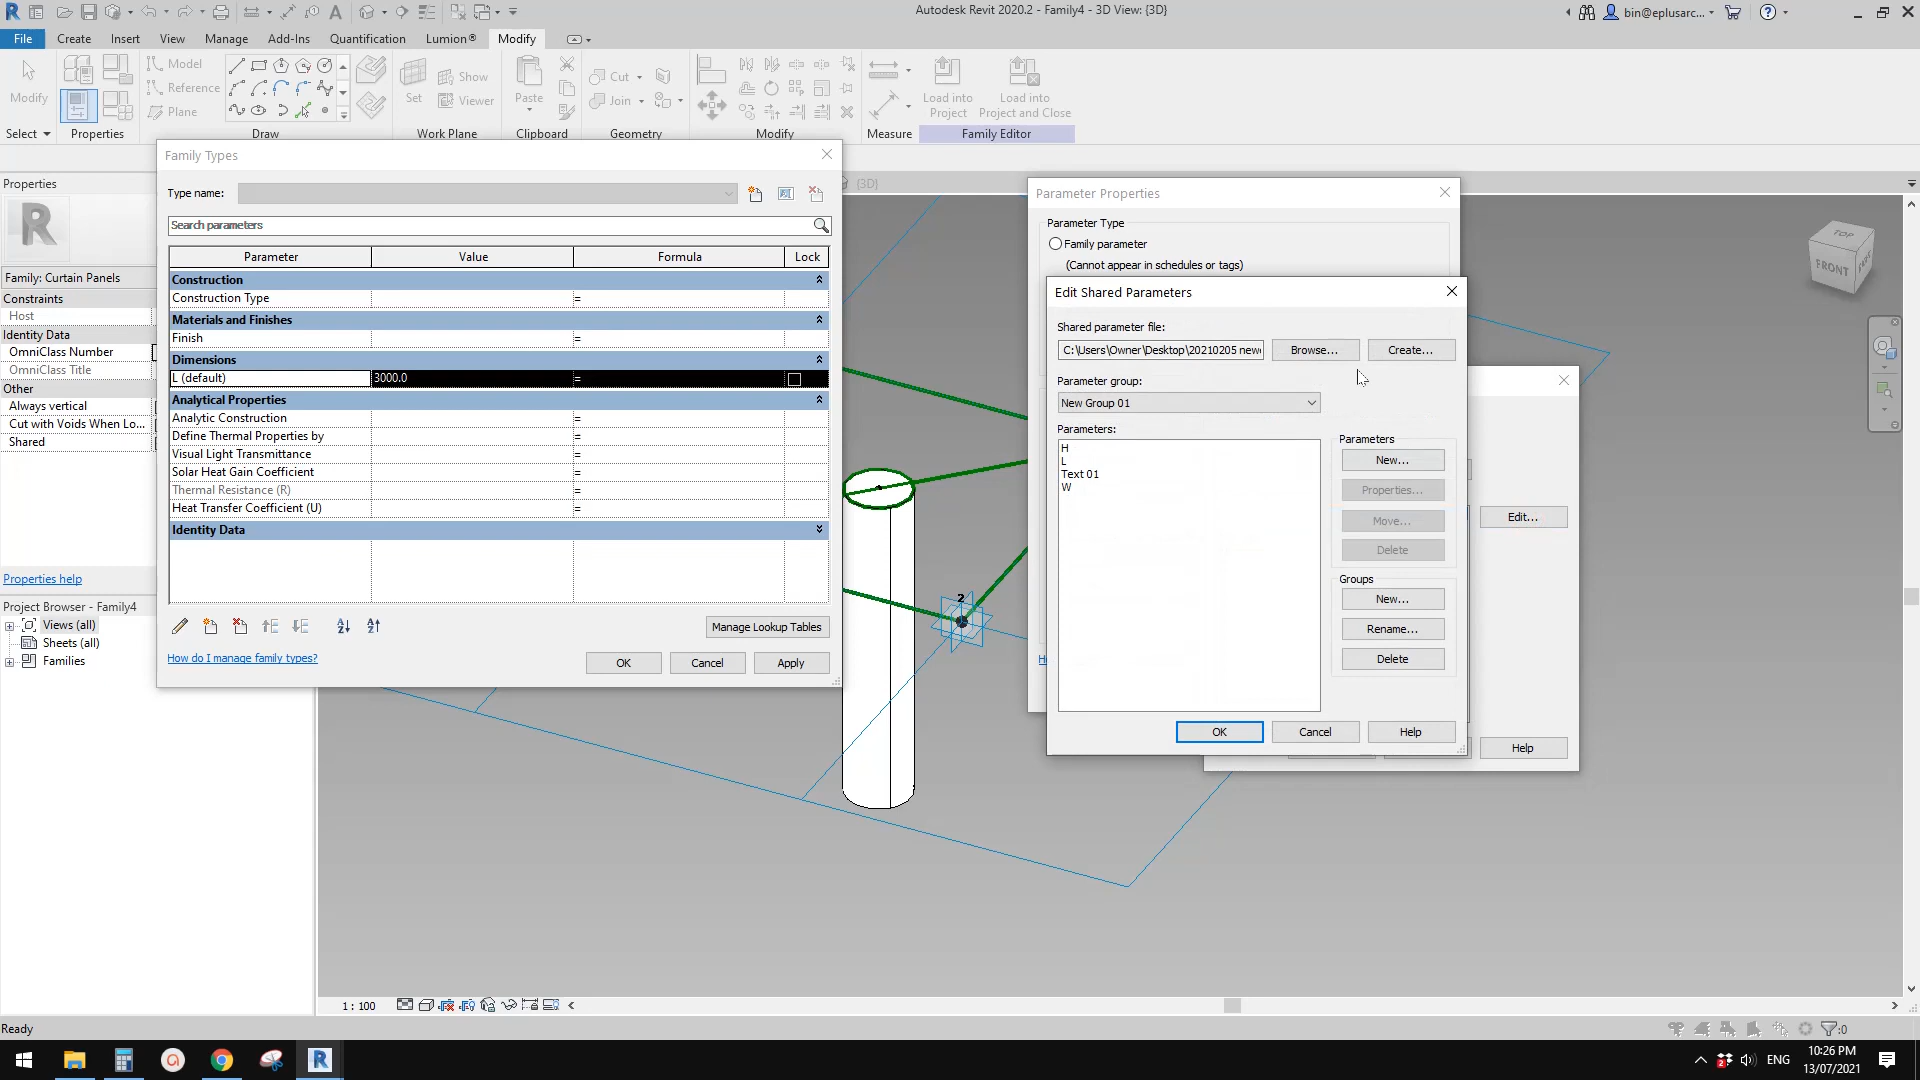 Autodesk Revit 2020.2 - Family4 - 3D View: {3D}
bin@eplusarc...
File Create Insert View Manage Add-Ins Quantification Lumion® Modify
Modify
Model
Reference
Plane
Set
Show
Viewer
Paste
Cut
Join
Load into Project
Load into Project and Close
Select Properties Draw Work Plane Clipboard Geometry Modify Measure Family Editor
Properties
R
Family: Curtain Panels
Constraints
Host
Identity Data
OmniClass Number
OmniClass Title
Other
Always vertical
Cut with Voids When Lo...
Shared
Properties help
Project Browser - Family4
Views (all)
Sheets (all)
Families
Family Types
Type name:
Search parameters
Parameter Value Formula Lock
Construction
Construction Type =
Materials and Finishes
Finish =
Dimensions
L (default) 3000.0 =
Analytical Properties
Analytic Construction =
Define Thermal Properties by =
Visual Light Transmittance =
Solar Heat Gain Coefficient =
Thermal Resistance (R) =
Heat Transfer Coefficient (U) =
Identity Data
Manage Lookup Tables
How do I manage family types?
OK Cancel Apply
{3D}
2
TOP
FRONT
Parameter Properties
Parameter Type
Family parameter
(Cannot appear in schedules or tags)
Edit Shared Parameters
Shared parameter file:
C:\Users\Owner\Desktop\20210205 new Browse... Create...
Parameter group:
New Group 01
Parameters:
H
L
Text 01
W
Parameters
New...
Properties...
Move...
Delete
Groups
New...
Rename...
Delete
OK Cancel Help
Edit...
Help
1 : 100
Ready
:0
ENG
10:26 PM
13/07/2021